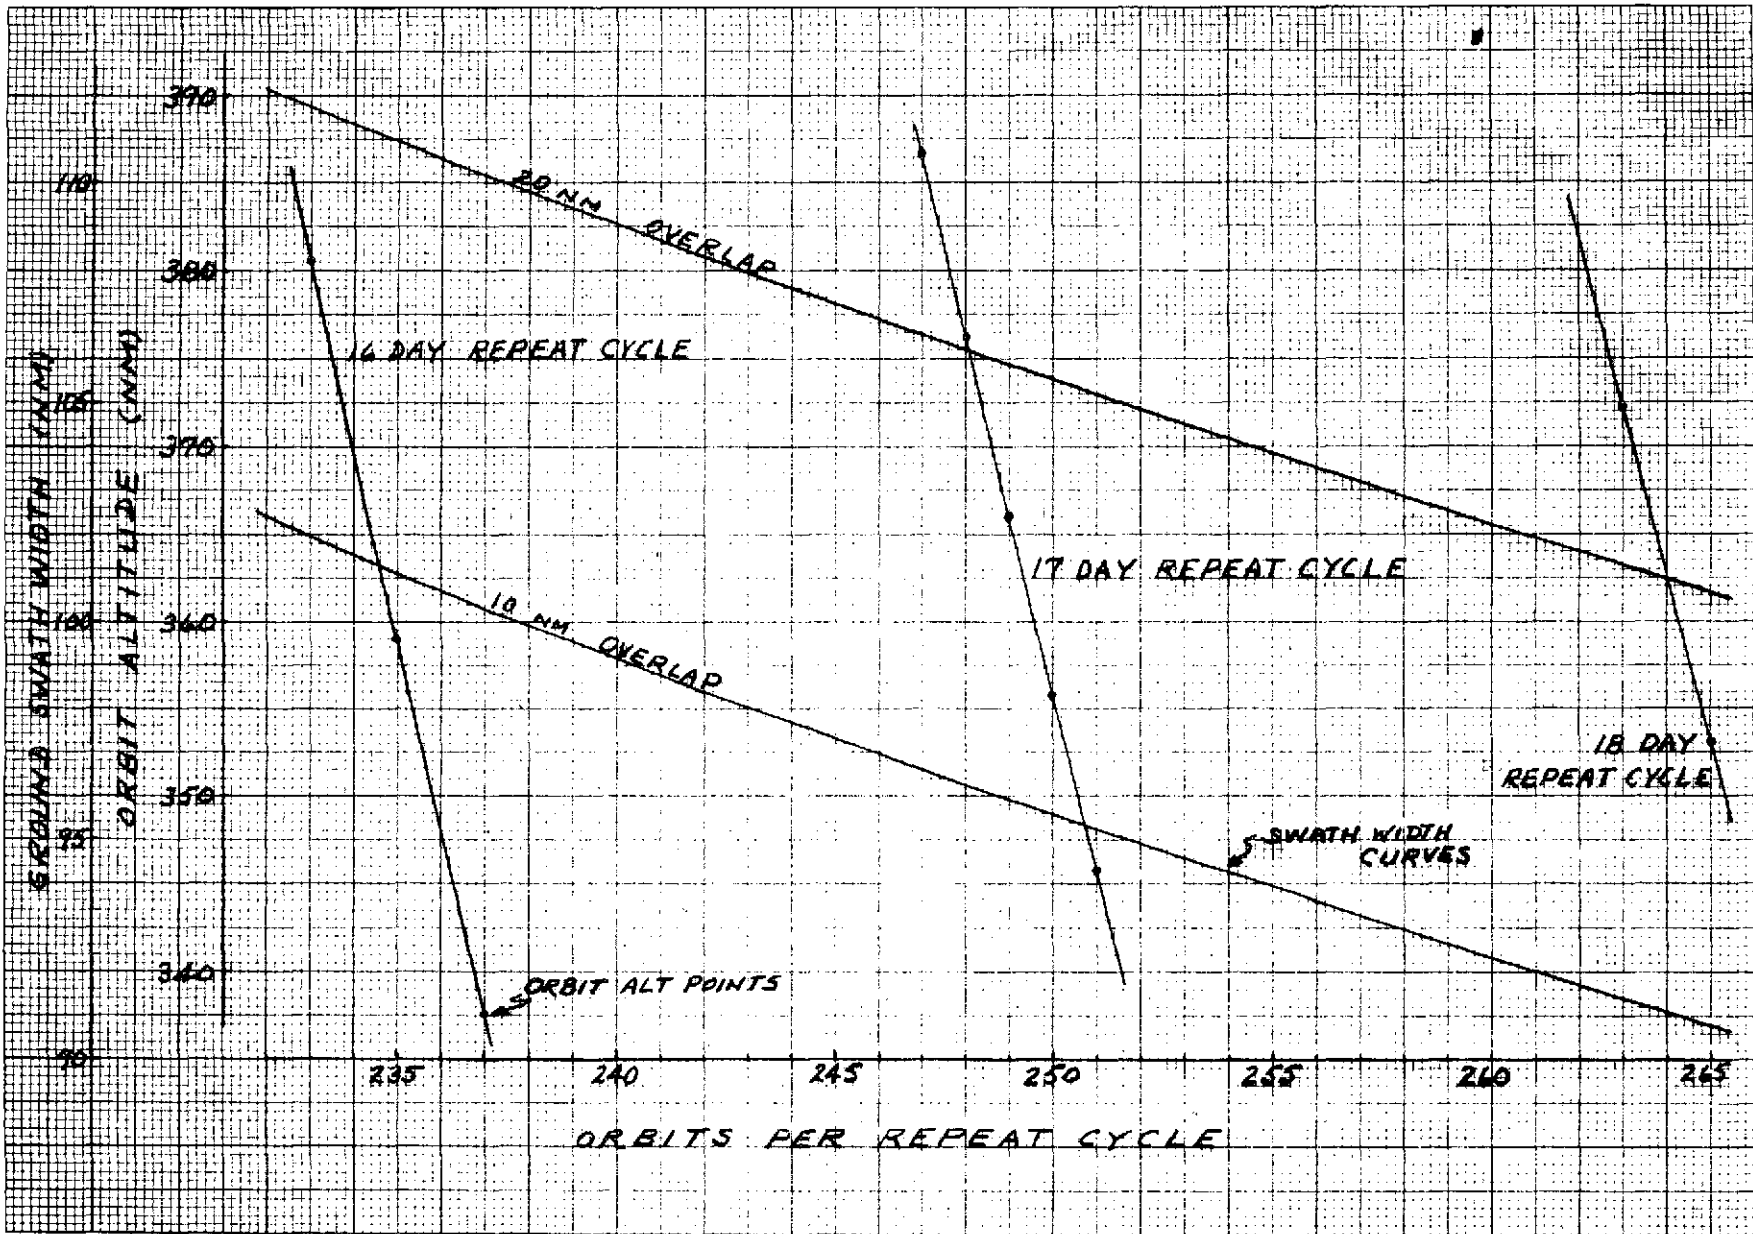 390
110
20 NM OVERLAP
380
16 DAY REPEAT CYCLE
105
370
GROUND SWATH WIDTH (NM)
ORBIT ALTITUDE (NM)
17 DAY REPEAT CYCLE
10 NM OVERLAP
100
360
18 DAY
REPEAT CYCLE
350
95
SWATH WIDTH
CURVES
340
ORBIT ALT POINTS
90
235 240 245 250 255 260 265
ORBITS PER REPEAT CYCLE